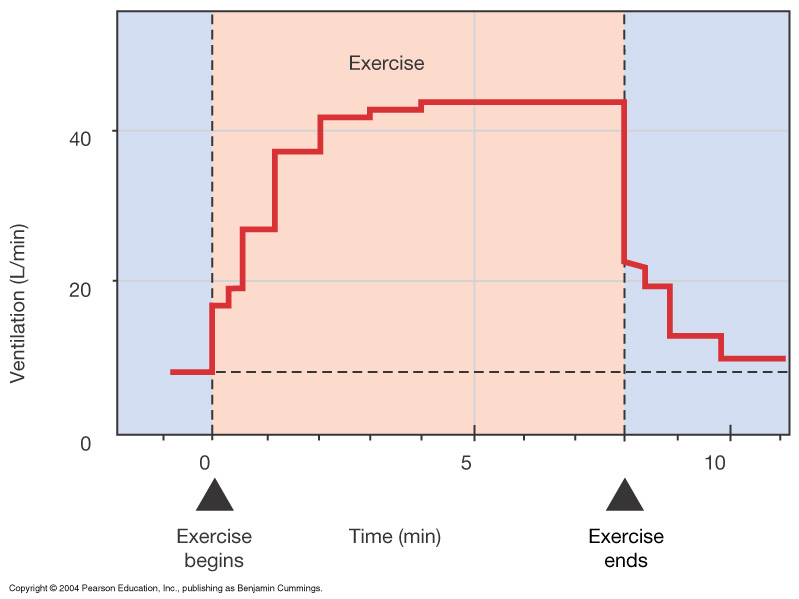 Exercise
40
20
0
Ventilation (L/min)
0
5
10
Exercise
begins
Time (min)
Exercise
ends
Copyright © 2004 Pearson Education, Inc., publishing as Benjamin Cummings.